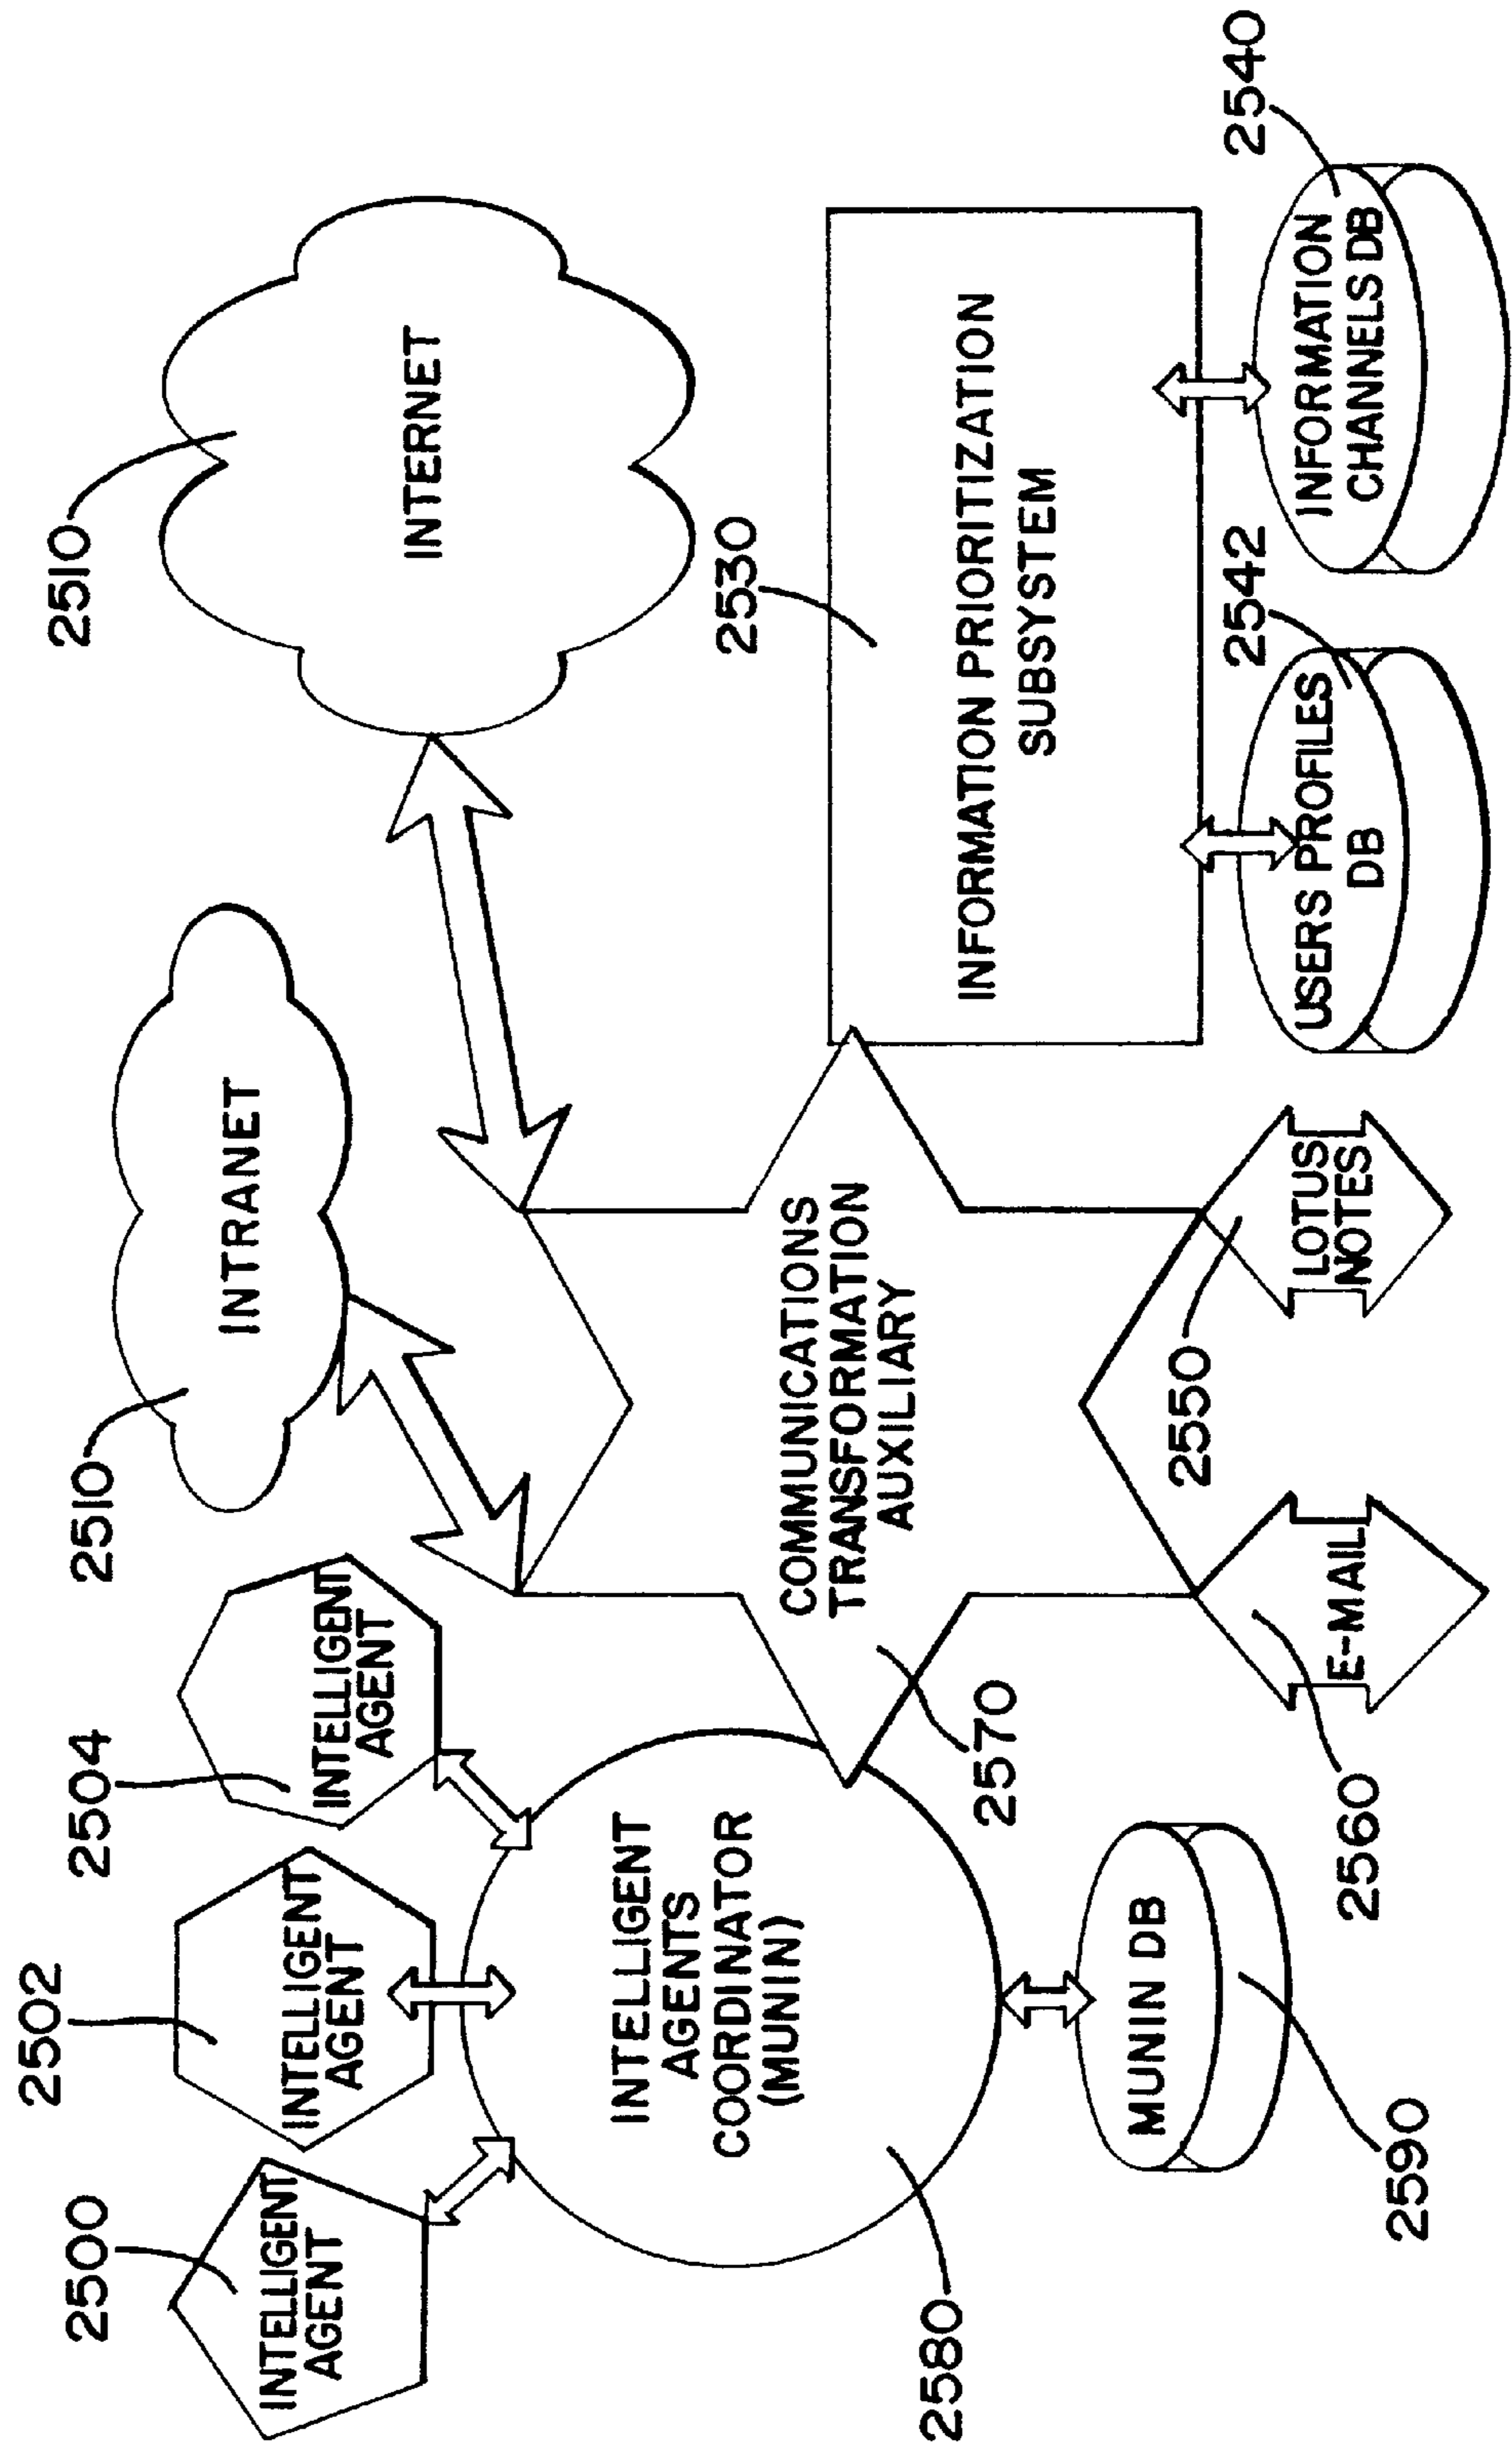 2500
2502
2504
2510
2510
INTELLIGENT
AGENT
INTELLIGENT
AGENT
INTELLIGENT
AGENT
INTRANET
INTERNET
INTELLIGENT
AGENTS
COORDINATOR
(MUNIN)
COMMUNICATIONS
TRANSFORMATION
AUXILIARY
2530
INFORMATION PRIORITIZATION
SUBSYSTEM
2580
2570
2550
2542
2540
MUNIN DB
E-MAIL
LOTUS
NOTES
USERS PROFILES
DB
INFORMATION
CHANNELS DB
2590
2560